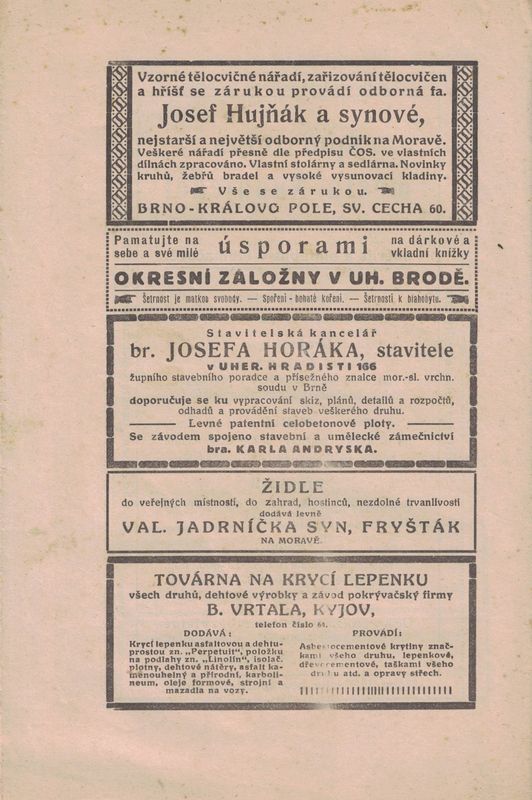 Vzorné tělocvičné nářadí, zařizování tělocvičen
a hříšť se zárukou provádí odborná fa.
Josef Hujňák a synové,
nejstarší a největší odborný podnik na Moravě.
Veškeré nářadí přesně dle předpisu ČOS. ve vlastních
dílnách zpracováno. Vlastní stolárny a sedlárna. Novinky
kruhů, žebřů bradel a vysoké vysunovací kladiny.
Vše se zárukou.
BRNO-KRÁLOVO POLE, SV. CECHA 60.
Pamatujte na
sebe a své milé
úsporami
na dárkové a
vkladní knížky
OKRESNÍ ZÁLOŽNY V UH. BRODĚ.
Šetrnost je matkou svobody. — Spoření - bohaté koření. — Šetrností k blahobytu.
Stavitelská kancelář
br. JOSEFA HORÁKA, stavitele
V UHER. HRADISTI 166
župního stavebního poradce a přísežného znalce mor.-sl. vrchn.
soudu v Brně
doporučuje se ku vypracování skiz, plánů, detailů a rozpočtů,
odhadů a provádění staveb veškerého druhu.
Levné patentní celobetonové ploty.
Se závodem spojeno stavební a umělecké zámečnictví
bra. KARLA ANDRYSKA.
ŽIDLE
do veřejných místností, do zahrad, hostinců, nezdolné trvanlivosti
dodává levně
VAL. JADRNÍČKA SYN, FRYŠTÁK
NA MORAVĚ.
TOVÁRNA NA KRYCÍ LEPENKU
všech druhů, dehtové výrobky a závod pokrývačský firmy
B. VRTALA, KYJOV,
telefon číslo 64.
DODÁVÁ:
Krycí lepenku asfaltovou a dehtu-
prostou zn. „Perpetuit“, položku
na podlahy zn. „Linolin“, isolač.
plotny, dehtové nátěry, asfalt ka-
menouhelný a přírodní, karboli-
neum, oleje formové, strojní a
mazadla na vozy.
PROVÁDÍ:
Asbestocementové krytiny znač-
kami všeho druhu, lepenkové,
dřevocementové, taškami všeho
druhu atd. a opravy střech.